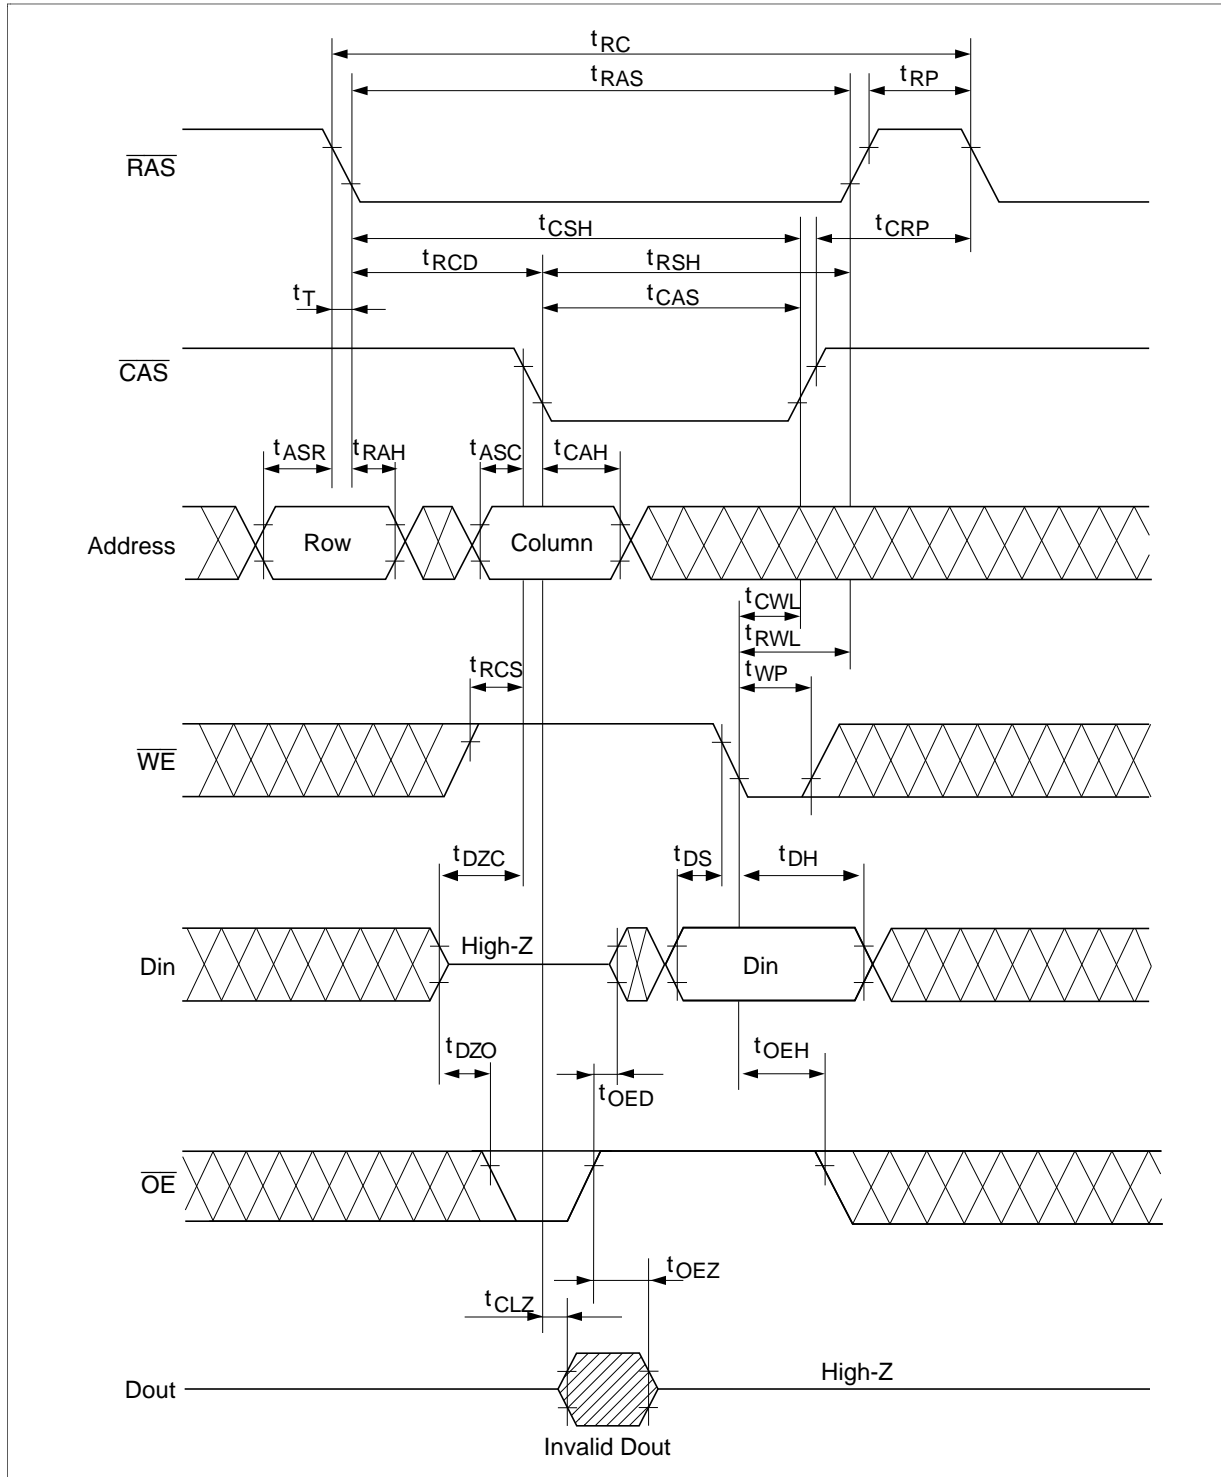 tRC
tRAS
tRP
RAS
tCSH
tCRP
tRCD
tRSH
tT
tCAS
CAS
tASR
tRAH
tASC
tCAH
Address
Row
Column
tCWL
tRWL
tRCS
tWP
WE
tDZC
tDS
tDH
High-Z
Din
Din
tDZO
tOEH
tOED
OE
tOEZ
tCLZ
High-Z
Dout
Invalid Dout